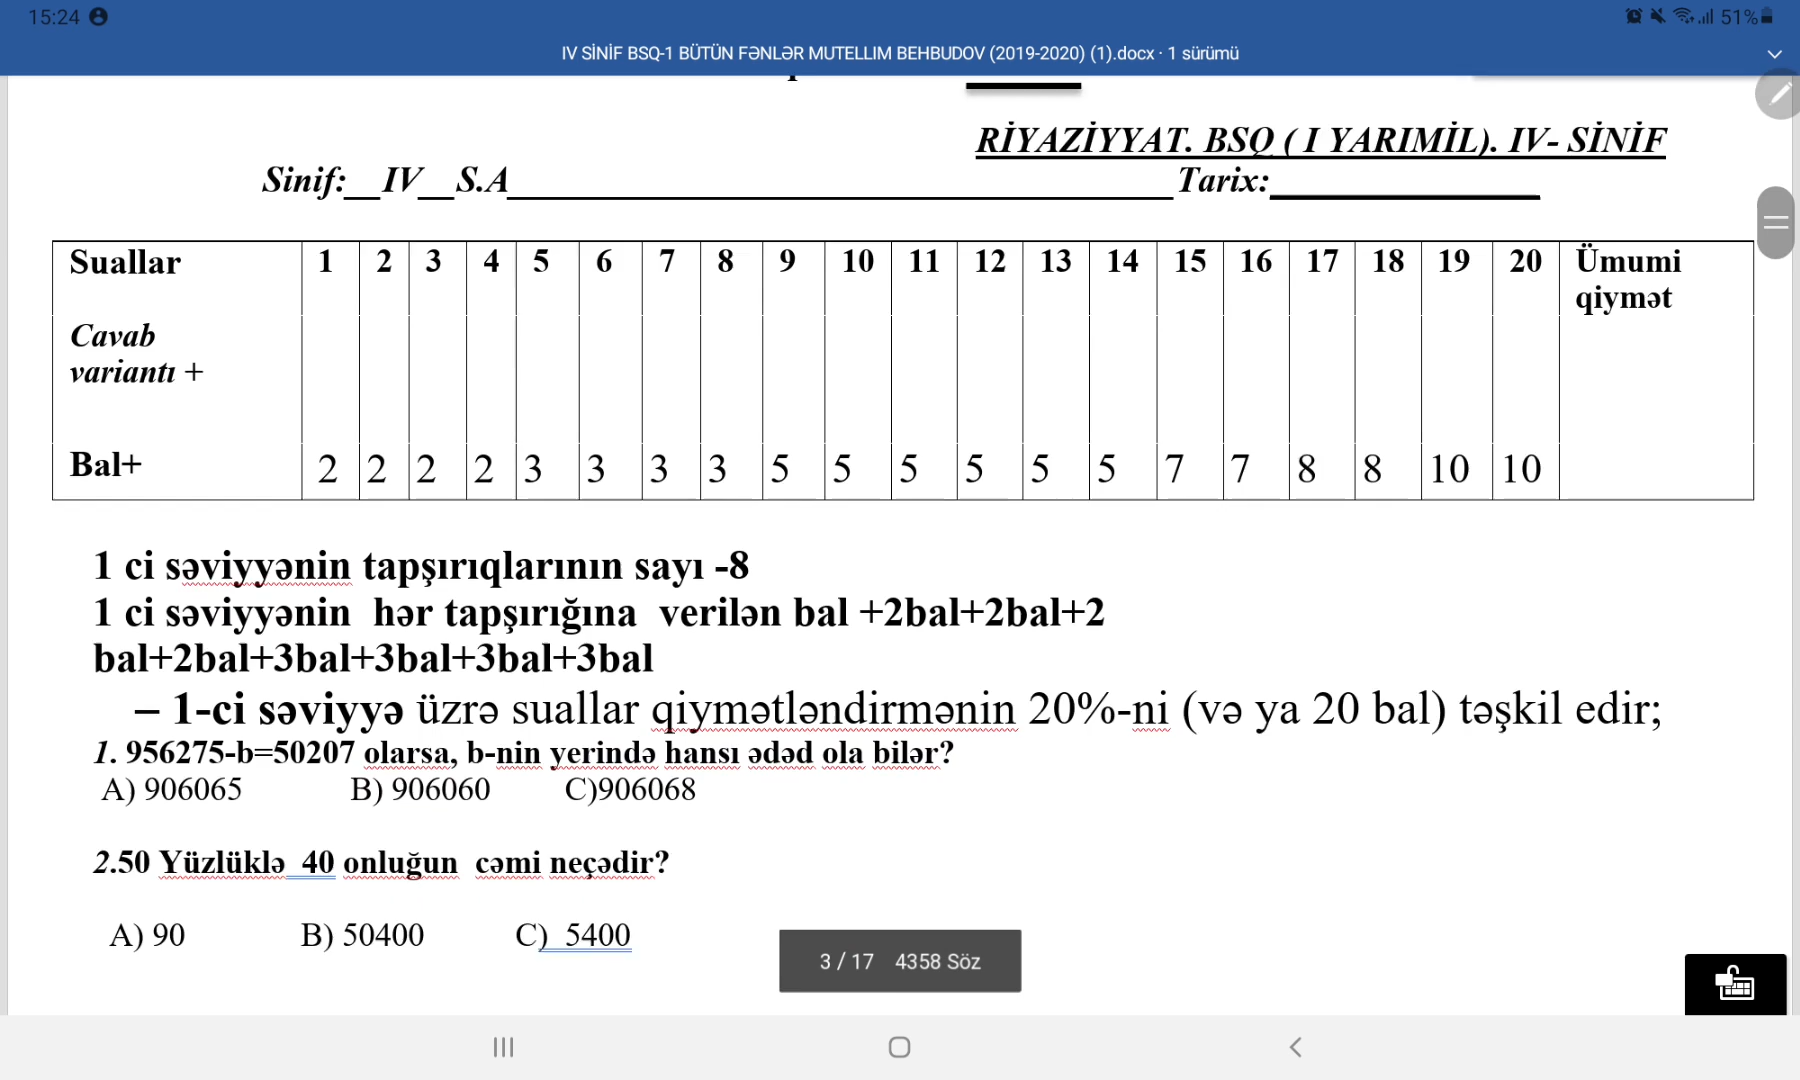 15:24 51%
IV SİNİF BSQ-1 BÜTÜN FƏNLƏR MUTELLIM BEHBUDOV (2019-2020) (1).docx · 1 sürümü
RİYAZİYYAT. BSQ ( I YARIMİL). IV- SİNİF
Sinif:__IV__S.A_____________________________________Tarix:_______________
Suallar 1 2 3 4 5 6 7 8 9 10 11 12 13 14 15 16 17 18 19 20 Ümumi qiymət
Cavab
variantı +
Bal+ 2 2 2 2 3 3 3 3 5 5 5 5 5 5 7 7 8 8 10 10
1 ci səviyyənin tapşırıqlarının sayı -8
1 ci səviyyənin hər tapşırığına verilən bal +2bal+2bal+2
bal+2bal+3bal+3bal+3bal+3bal
– 1-ci səviyyə üzrə suallar qiymətləndirmənin 20%-ni (və ya 20 bal) təşkil edir;
1. 956275-b=50207 olarsa, b-nin yerində hansı ədəd ola bilər?
A) 906065 B) 906060 C)906068
2.50 Yüzlüklə 40 onluğun cəmi neçədir?
A) 90 B) 50400 C) 5400
3 / 17 4358 Söz